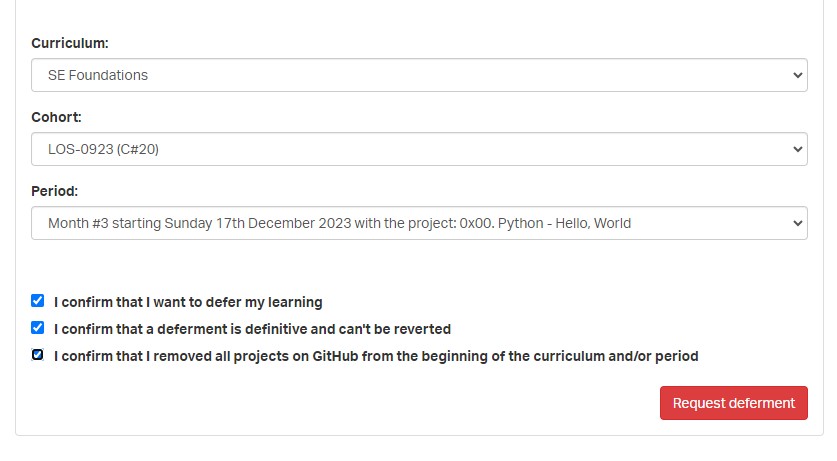 Curriculum:
SE Foundations
Cohort:
LOS-0923 (C#20)
Period:
Month #3 starting Sunday 17th December 2023 with the project: 0x00. Python - Hello, World
I confirm that I want to defer my learning
I confirm that a deferment is definitive and can't be reverted
I confirm that I removed all projects on GitHub from the beginning of the curriculum and/or period
Request deferment